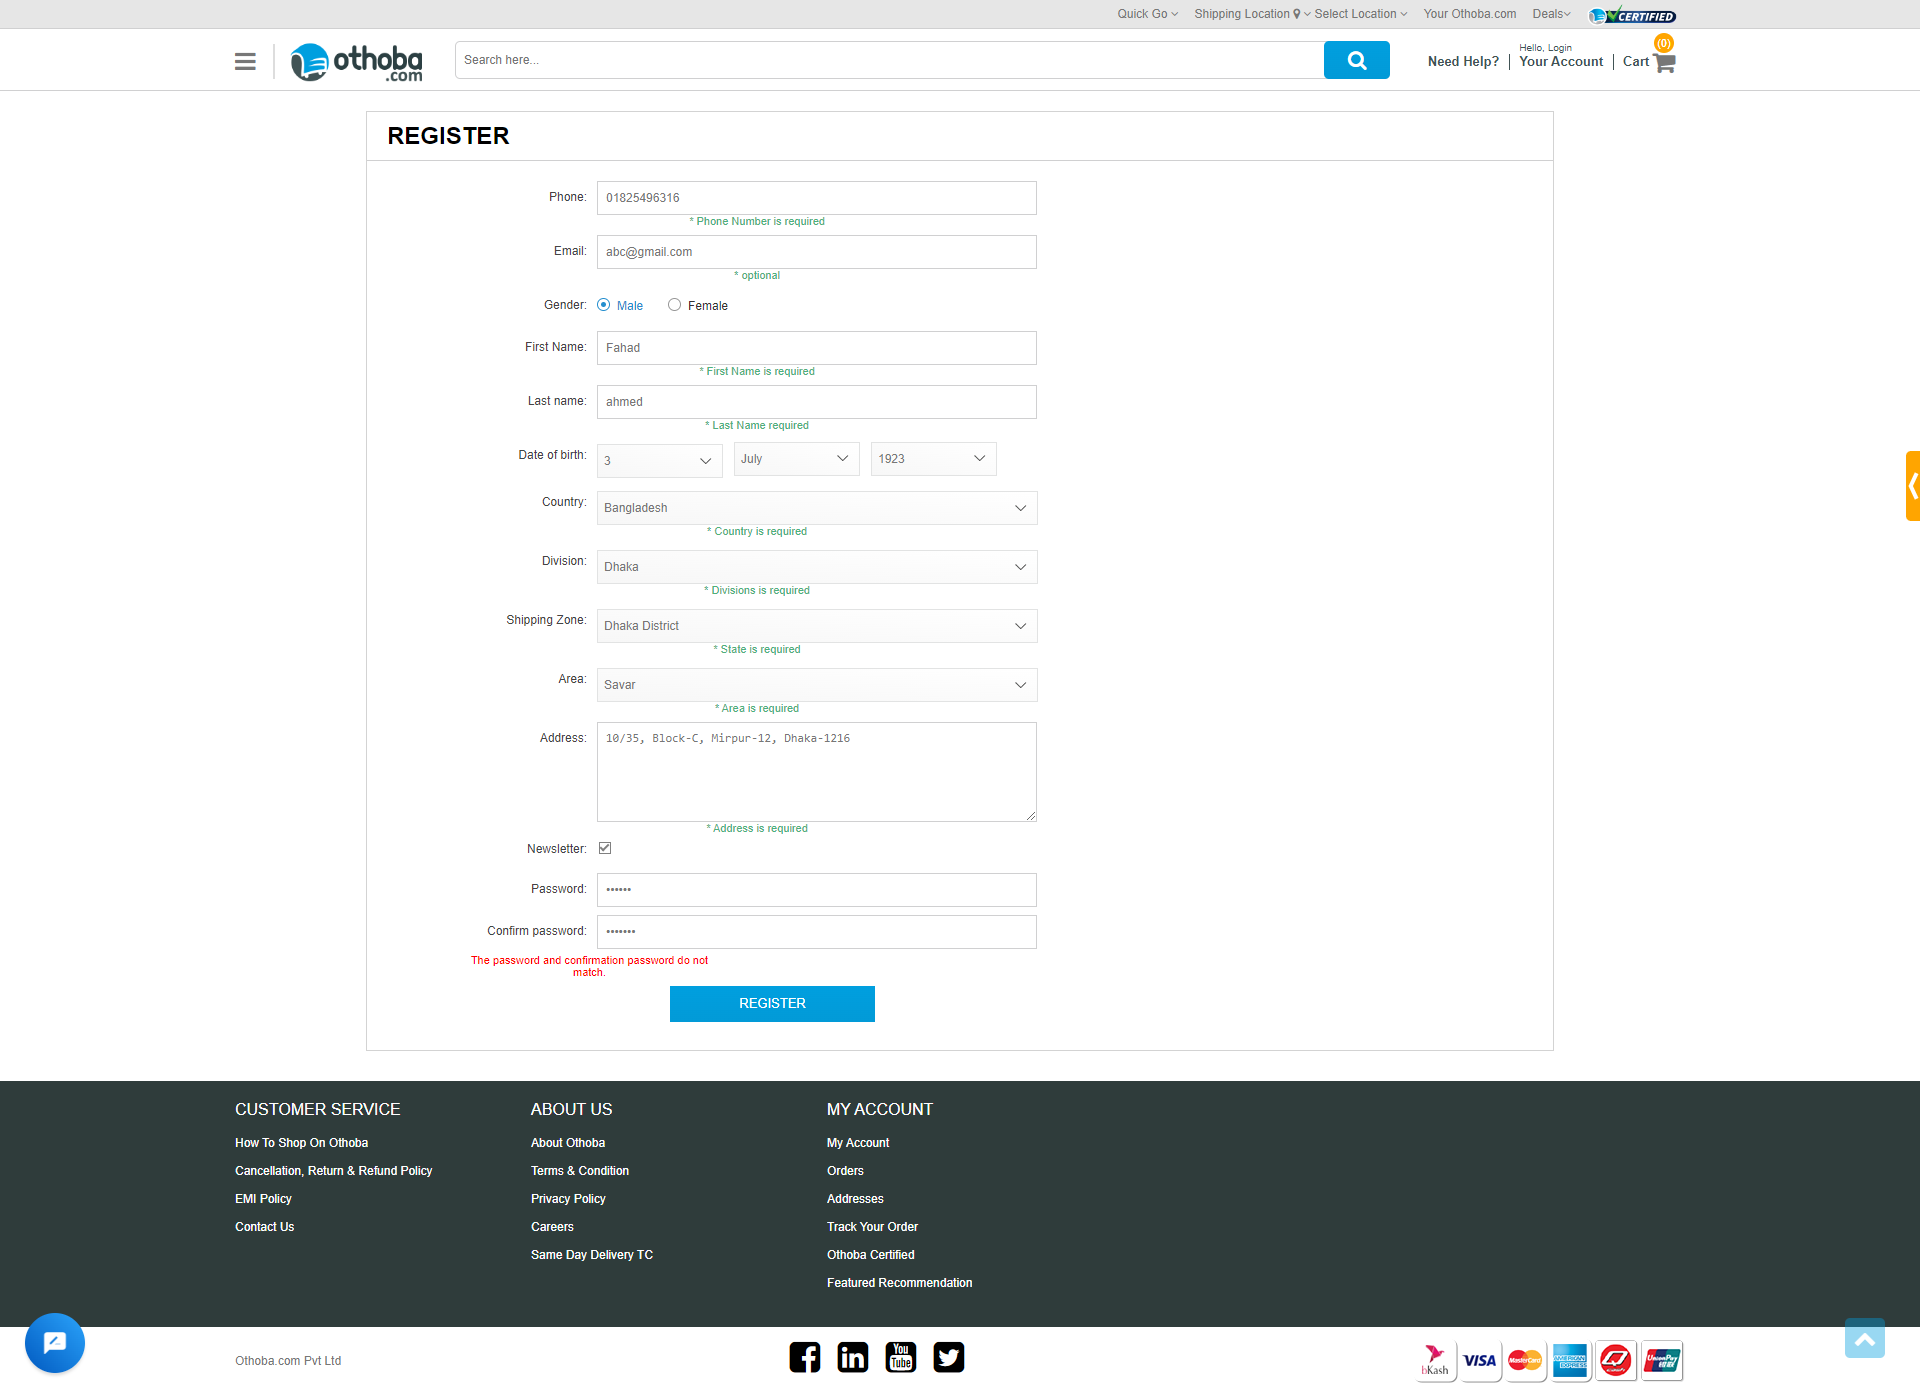 Quick Go Shipping Location Select Location Your Othoba.com Deals CERTIFIED
othoba.com
Search here...
Need Help?
Hello, Login
Your Account
Cart
(0)
REGISTER
Phone: 01825496316
* Phone Number is required
Email: abc@gmail.com
* optional
Gender: Male Female
First Name: Fahad
* First Name is required
Last name: ahmed
* Last Name required
Date of birth: 3 July 1923
Country: Bangladesh
* Country is required
Division: Dhaka
* Divisions is required
Shipping Zone: Dhaka District
* State is required
Area: Savar
* Area is required
Address: 10/35, Block-C, Mirpur-12, Dhaka-1216
* Address is required
Newsletter:
Password: ••••••
Confirm password: •••••••
The password and confirmation password do not
match.
REGISTER
CUSTOMER SERVICE
How To Shop On Othoba
Cancellation, Return & Refund Policy
EMI Policy
Contact Us
ABOUT US
About Othoba
Terms & Condition
Privacy Policy
Careers
Same Day Delivery TC
MY ACCOUNT
My Account
Orders
Addresses
Track Your Order
Othoba Certified
Featured Recommendation
Othoba.com Pvt Ltd
You Tube
bKash VISA MasterCard AMERICAN EXPRESS UnionPay